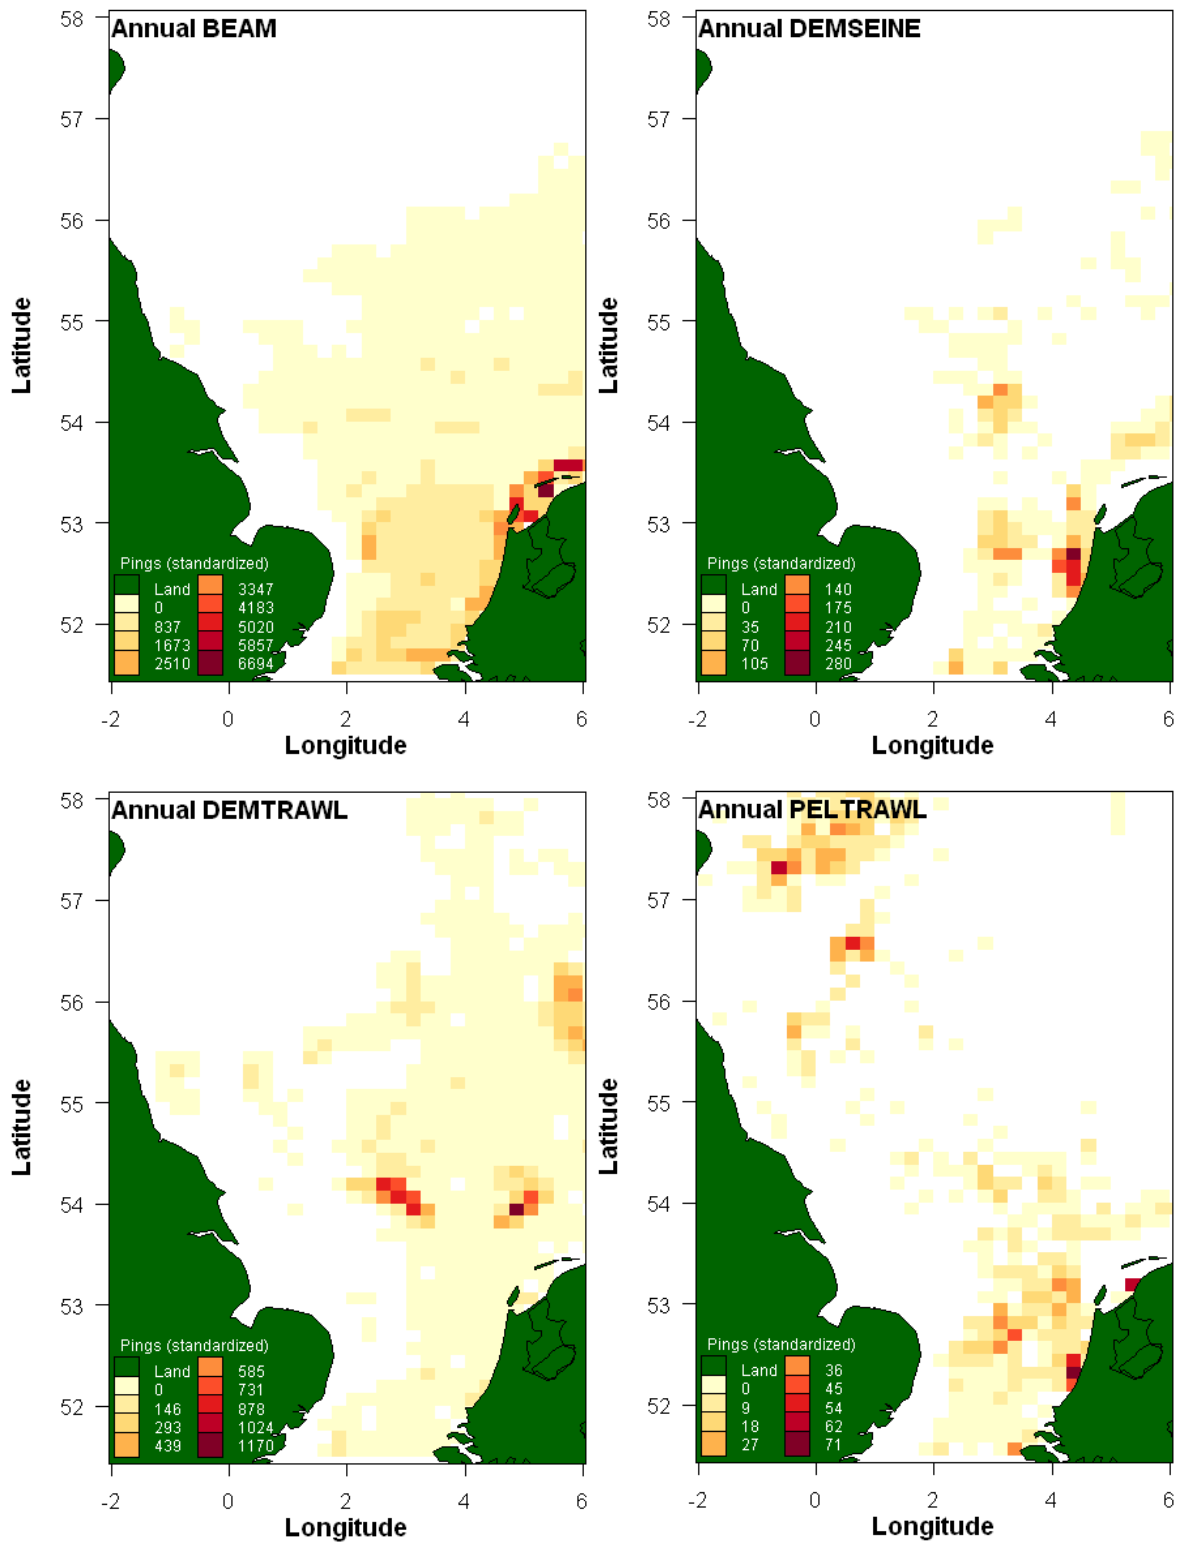 Annual BEAM
58
57
56
55
54
53
52
Latitude
Pings (standardized)
Land 3347
0 4183
837 5020
1673 5857
2510 6694
-2 0 2 4 6
Longitude
Annual DEMSEINE
58
57
56
55
54
53
52
Latitude
Pings (standardized)
Land 140
0 175
35 210
70 245
105 280
-2 0 2 4 6
Longitude
Annual DEMTRAWL
58
57
56
55
54
53
52
Latitude
Pings (standardized)
Land 585
0 731
146 878
293 1024
439 1170
-2 0 2 4 6
Longitude
Annual PELTRAWL
58
57
56
55
54
53
52
Latitude
Pings (standardized)
Land 36
0 45
9 54
18 62
27 71
-2 0 2 4 6
Longitude